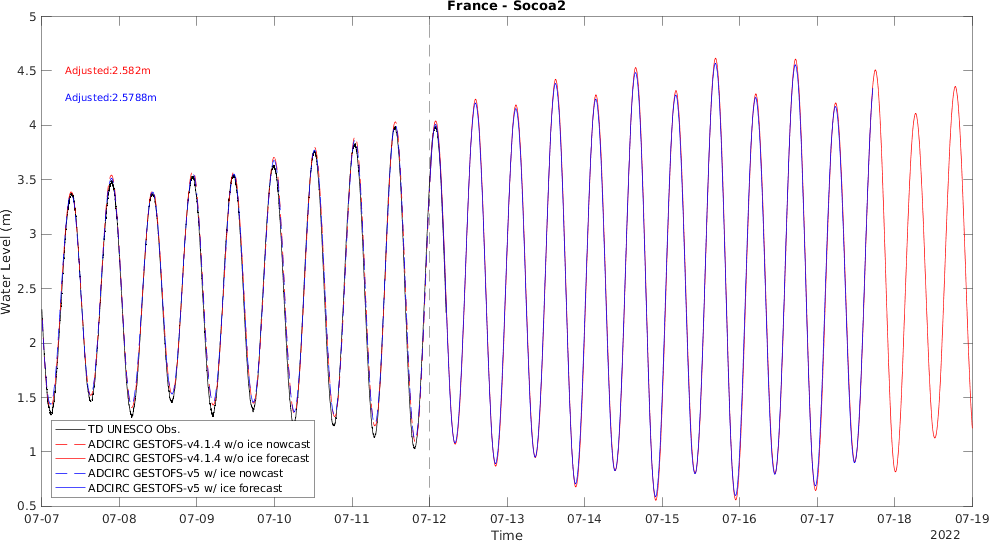 France - Socoa2
5
4.5
4
3.5
3
2.5
2
1.5
1
0.5
Water Level (m)
Adjusted:2.582m
Adjusted:2.5788m
TD UNESCO Obs.
ADCIRC GESTOFS-v4.1.4 w/o ice nowcast
ADCIRC GESTOFS-v4.1.4 w/o ice forecast
ADCIRC GESTOFS-v5 w/ ice nowcast
ADCIRC GESTOFS-v5 w/ ice forecast
07-07 07-08 07-09 07-10 07-11 07-12 07-13 07-14 07-15 07-16 07-17 07-18 07-19
Time
2022